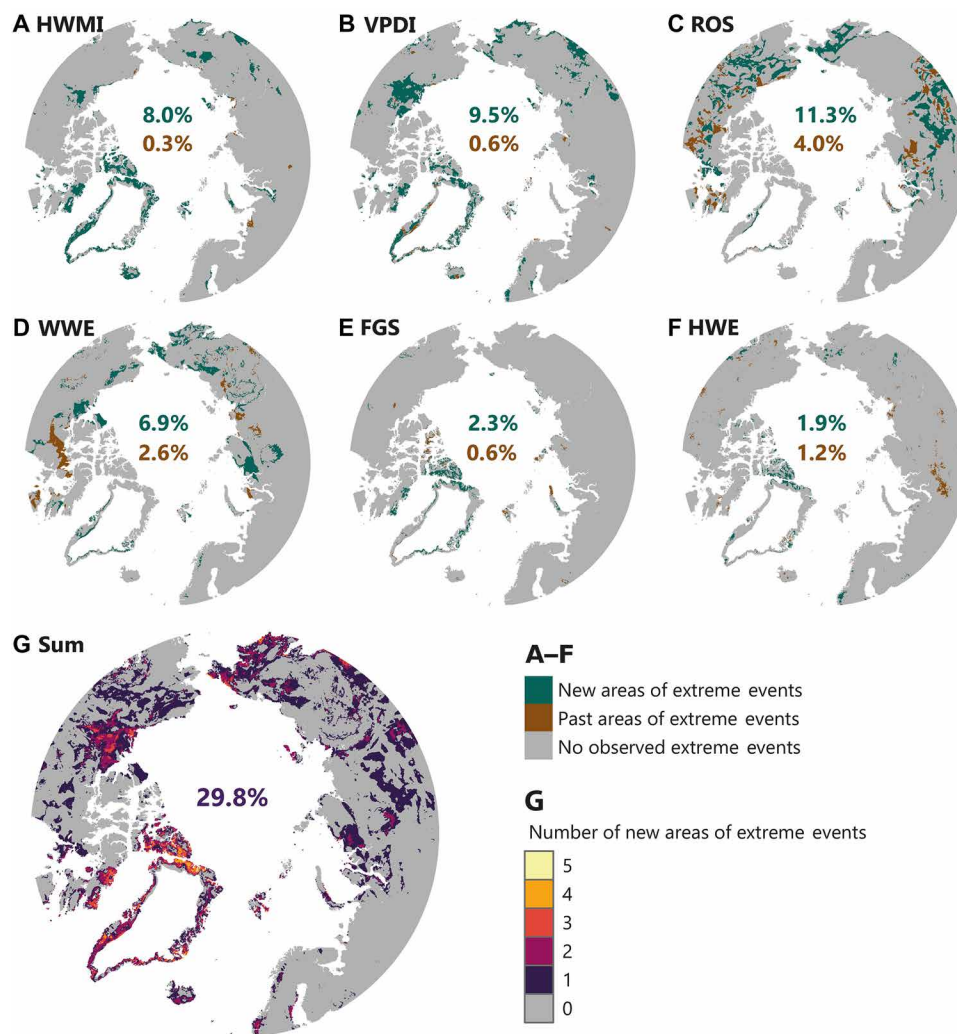 A HWMI
8.0%
0.3%
B VPDI
9.5%
0.6%
C ROS
11.3%
4.0%
D WWE
6.9%
2.6%
E FGS
2.3%
0.6%
F HWE
1.9%
1.2%
G Sum
29.8%
A–F
New areas of extreme events
Past areas of extreme events
No observed extreme events
G
Number of new areas of extreme events
5
4
3
2
1
0